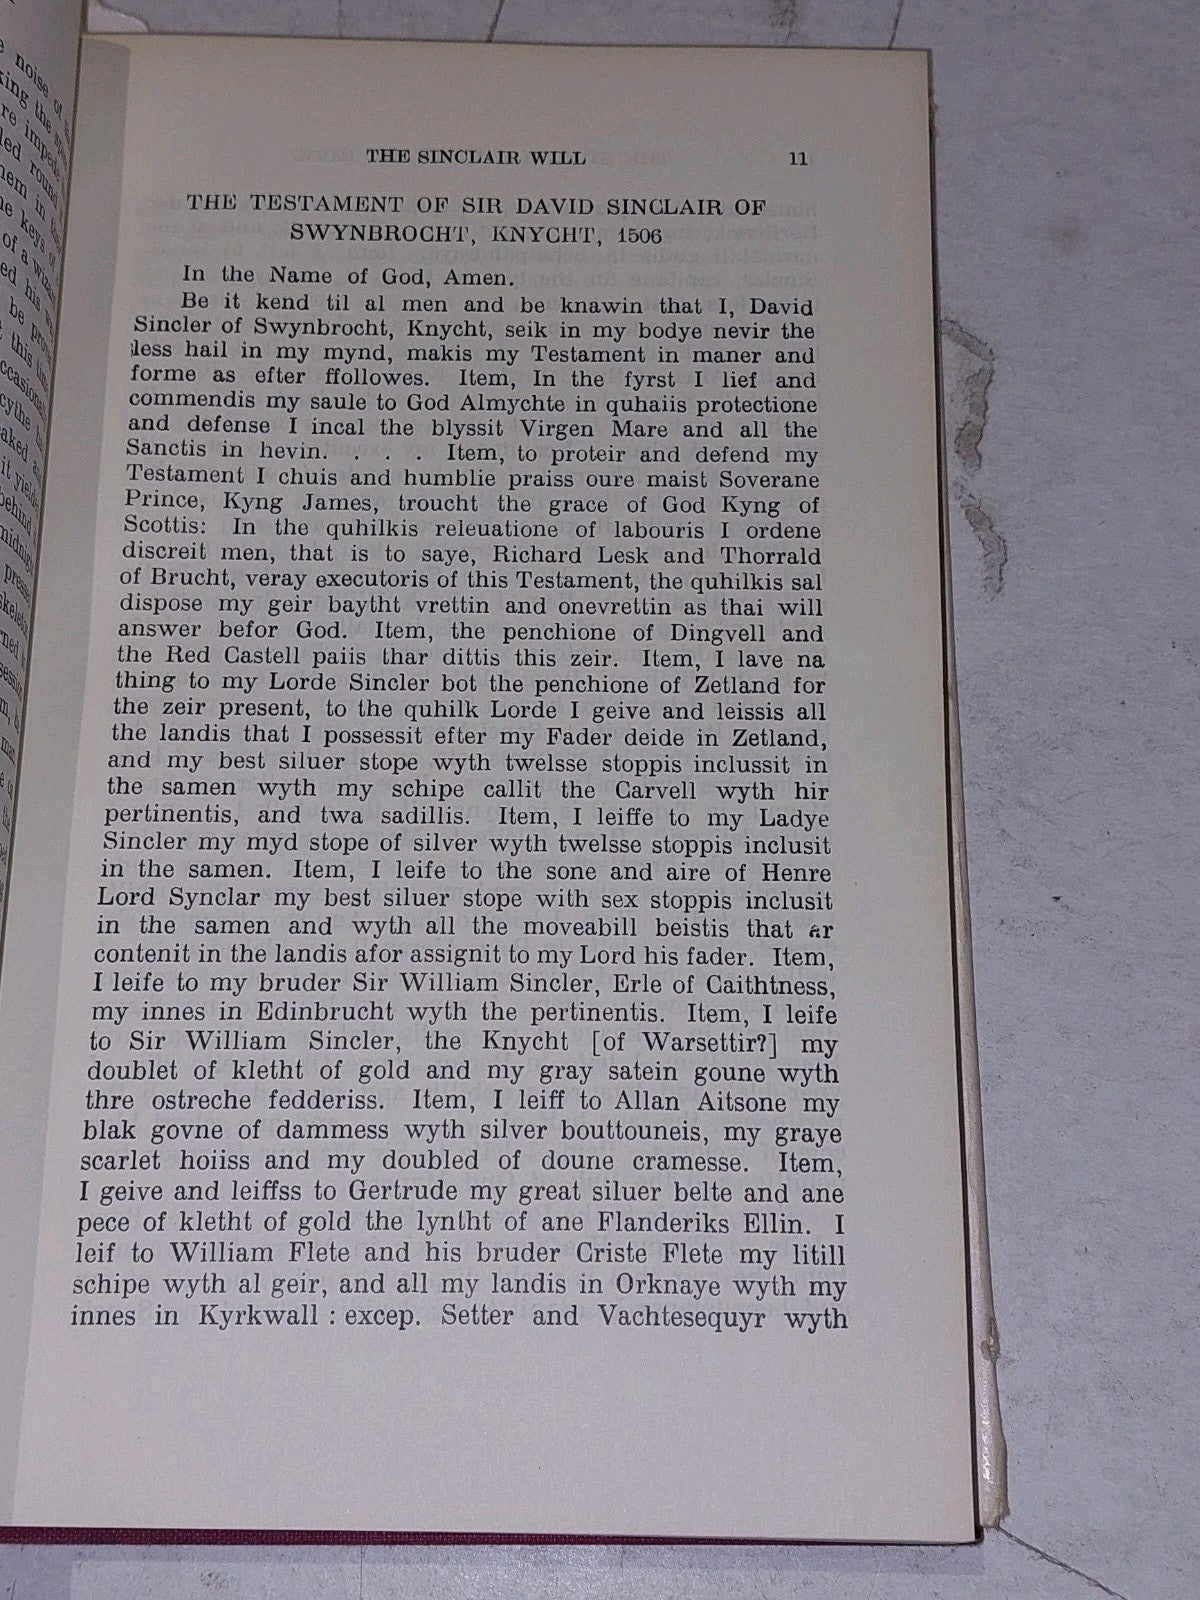 THE SINCLAIR WILL 11
THE TESTAMENT OF SIR DAVID SINCLAIR OF
SWYNBROCHT, KNYCHT, 1506
In the Name of God, Amen.
Be it kend til al men and be knawin that I, David
Sincler of Swynbrocht, Knycht, seik in my bodye nevir the
less hail in my mynd, makis my Testament in maner and
forme as efter ffollowes. Item, In the fyrst I lief and
commendis my saule to God Almychte in quhaiis protectione
and defense I incal the blyssit Virgen Mare and all the
Sanctis in hevin. . . . Item, to proteir and defend my
Testament I chuis and humblie praiss oure maist Soverane
Prince, Kyng James, troucht the grace of God Kyng of
Scottis: In the quhilkis releuatione of labouris I ordene
discreit men, that is to saye, Richard Lesk and Thorrald
of Brucht, veray executoris of this Testament, the quhilkis sal
dispose my geir baytht vrettin and onevrettin as thai will
answer befor God. Item, the penchione of Dingvell and
the Red Castell paiis thar dittis this zeir. Item, I lave na
thing to my Lorde Sincler bot the penchione of Zetland for
the zeir present, to the quhilk Lorde I geive and leissis all
the landis that I possessit efter my Fader deide in Zetland,
and my best siluer stope wyth twelsse stoppis inclussit in
the samen wyth my schipe callit the Carvell wyth hir
pertinentis, and twa sadillis. Item, I leiffe to my Ladye
Sincler my myd stope of silver wyth twelsse stoppis inclusit
in the samen. Item, I leife to the sone and aire of Henre
Lord Synclar my best siluer stope with sex stoppis inclusit
in the samen and wyth all the moveabill beistis that ar
contenit in the landis afor assignit to my Lord his fader. Item,
I leife to my bruder Sir William Sincler, Erle of Caithtness,
my innes in Edinbrucht wyth the pertinentis. Item, I leife
to Sir William Sincler, the Knycht [of Warsettir?] my
doublet of kletht of gold and my gray satein goune wyth
thre ostreche fedderiss. Item, I leiff to Allan Aitsone my
blak govne of dammess wyth silver bouttouneis, my graye
scarlet hoiiss and my doubled of doune cramesse. Item,
I geive and leiffss to Gertrude my great siluer belte and ane
pece of kletht of gold the lyntht of ane Flanderiks Ellin. I
leif to William Flete and his bruder Criste Flete my litill
schipe wyth al geir, and all my landis in Orknaye wyth my
innes in Kyrkwall : excep. Setter and Vachtesequyr wyth